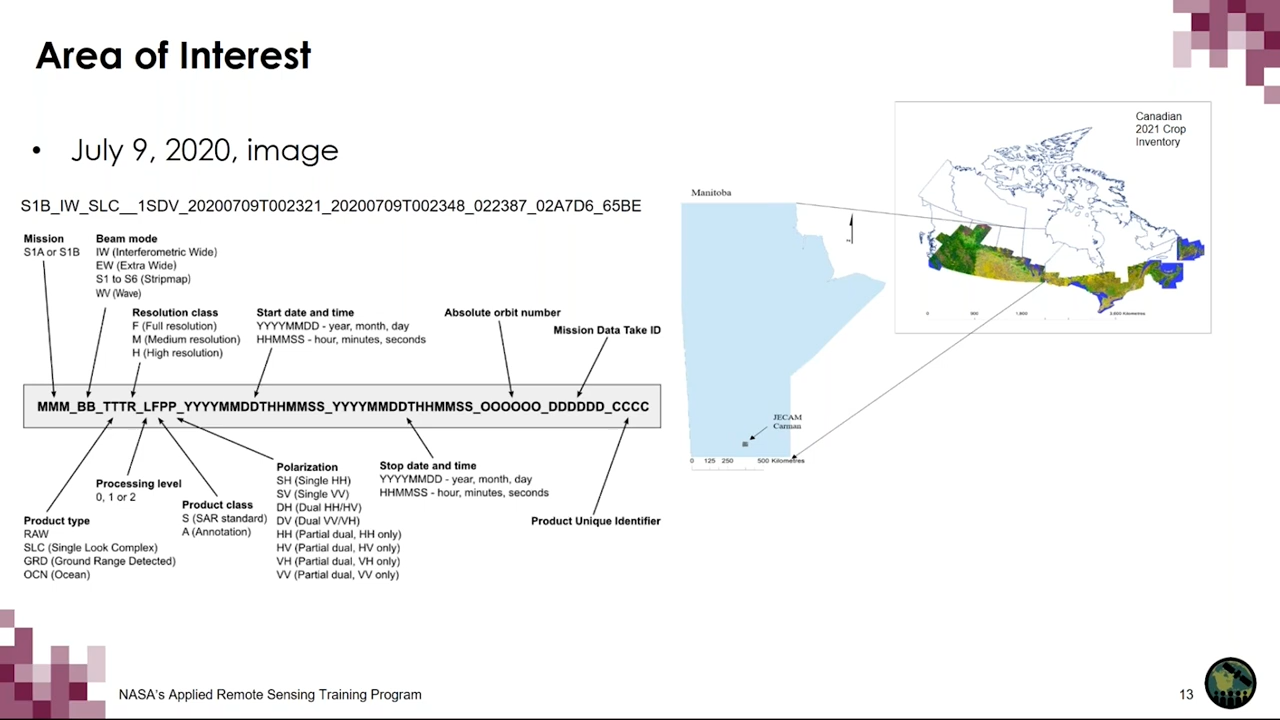 Area of Interest
• July 9, 2020, image
S1B_IW_SLC__1SDV_20200709T002321_20200709T002348_022387_02A7D6_65BE
Mission
S1A or S1B
Beam mode
IW (Interferometric Wide)
EW (Extra Wide)
S1 to S6 (Stripmap)
WV (Wave)
Resolution class
F (Full resolution)
M (Medium resolution)
H (High resolution)
Start date and time
YYYYMMDD - year, month, day
HHMMSS - hour, minutes, seconds
Absolute orbit number
Mission Data Take ID
MMM_BB_TTTR_LFPP_YYYYMMDDTHHMMSS_YYYYMMDDTHHMMSS_OOOOOO_DDDDDD_CCCC
Product type
RAW
SLC (Single Look Complex)
GRD (Ground Range Detected)
OCN (Ocean)
Processing level
0, 1 or 2
Product class
S (SAR standard)
A (Annotation)
Polarization
SH (Single HH)
SV (Single VV)
DH (Dual HH/HV)
DV (Dual VV/VH)
HH (Partial dual, HH only)
HV (Partial dual, HV only)
VH (Partial dual, VH only)
VV (Partial dual, VV only)
Stop date and time
YYYYMMDD - year, month, day
HHMMSS - hour, minutes, seconds
Product Unique Identifier
Manitoba
JECAM
Carman
0 125 250 500 Kilometres
Canadian
2021 Crop
Inventory
0
NASA's Applied Remote Sensing Training Program
13